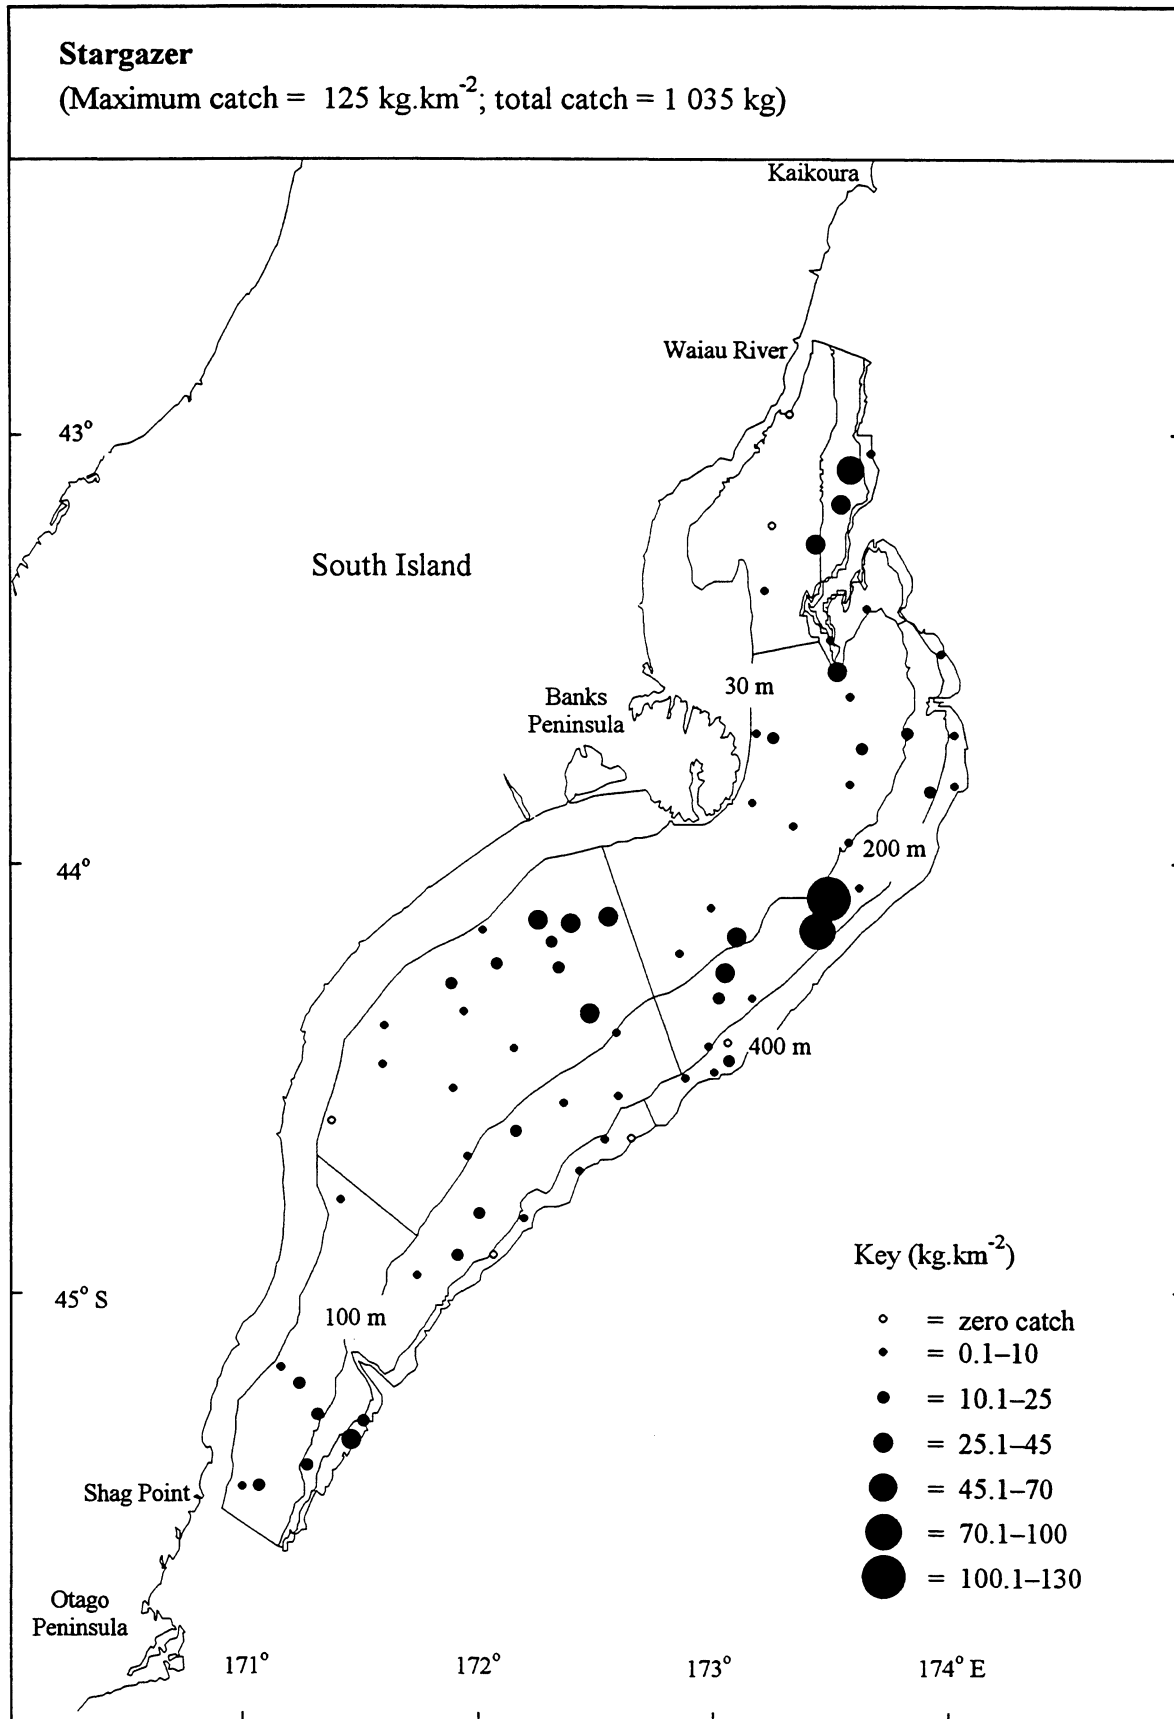 Stargazer
(Maximum catch = 125 kg.km-2; total catch = 1 035 kg)
Kaikoura
Waiau River
43°
South Island
30 m
Banks
Peninsula
200 m
44°
400 m
Key (kg.km-2)
45° S
100 m
= zero catch
= 0.1–10
= 10.1–25
= 25.1–45
= 45.1–70
= 70.1–100
= 100.1–130
Shag Point
Otago
Peninsula
171°
172°
173°
174° E